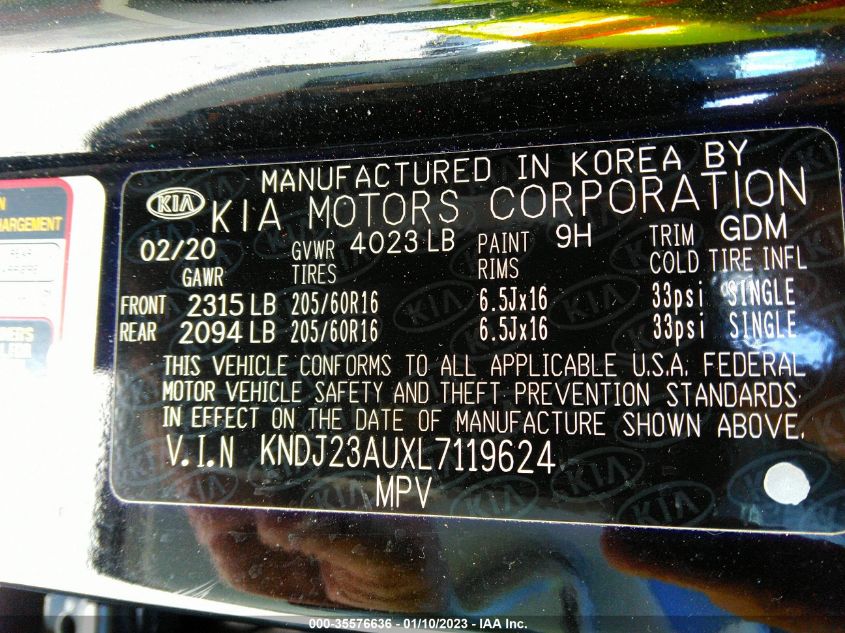 MANUFACTURED IN KOREA BY
KIA KIA MOTORS CORPORATION
02/20 GVWR 4023 LB PAINT 9H TRIM GDM
GAWR TIRES RIMS COLD TIRE INFL
FRONT 2315 LB 205/60R16 6.5Jx16 33psi SINGLE
REAR 2094 LB 205/60R16 6.5Jx16 33psi SINGLE
THIS VEHICLE CONFORMS TO ALL APPLICABLE U.S.A. FEDERAL
MOTOR VEHICLE SAFETY AND THEFT PREVENTION STANDARDS
IN EFFECT ON THE DATE OF MANUFACTURE SHOWN ABOVE.
V.I.N KNDJ23AUXL7119624
MPV
000-35576636 - 01/10/2023 - IAA Inc.